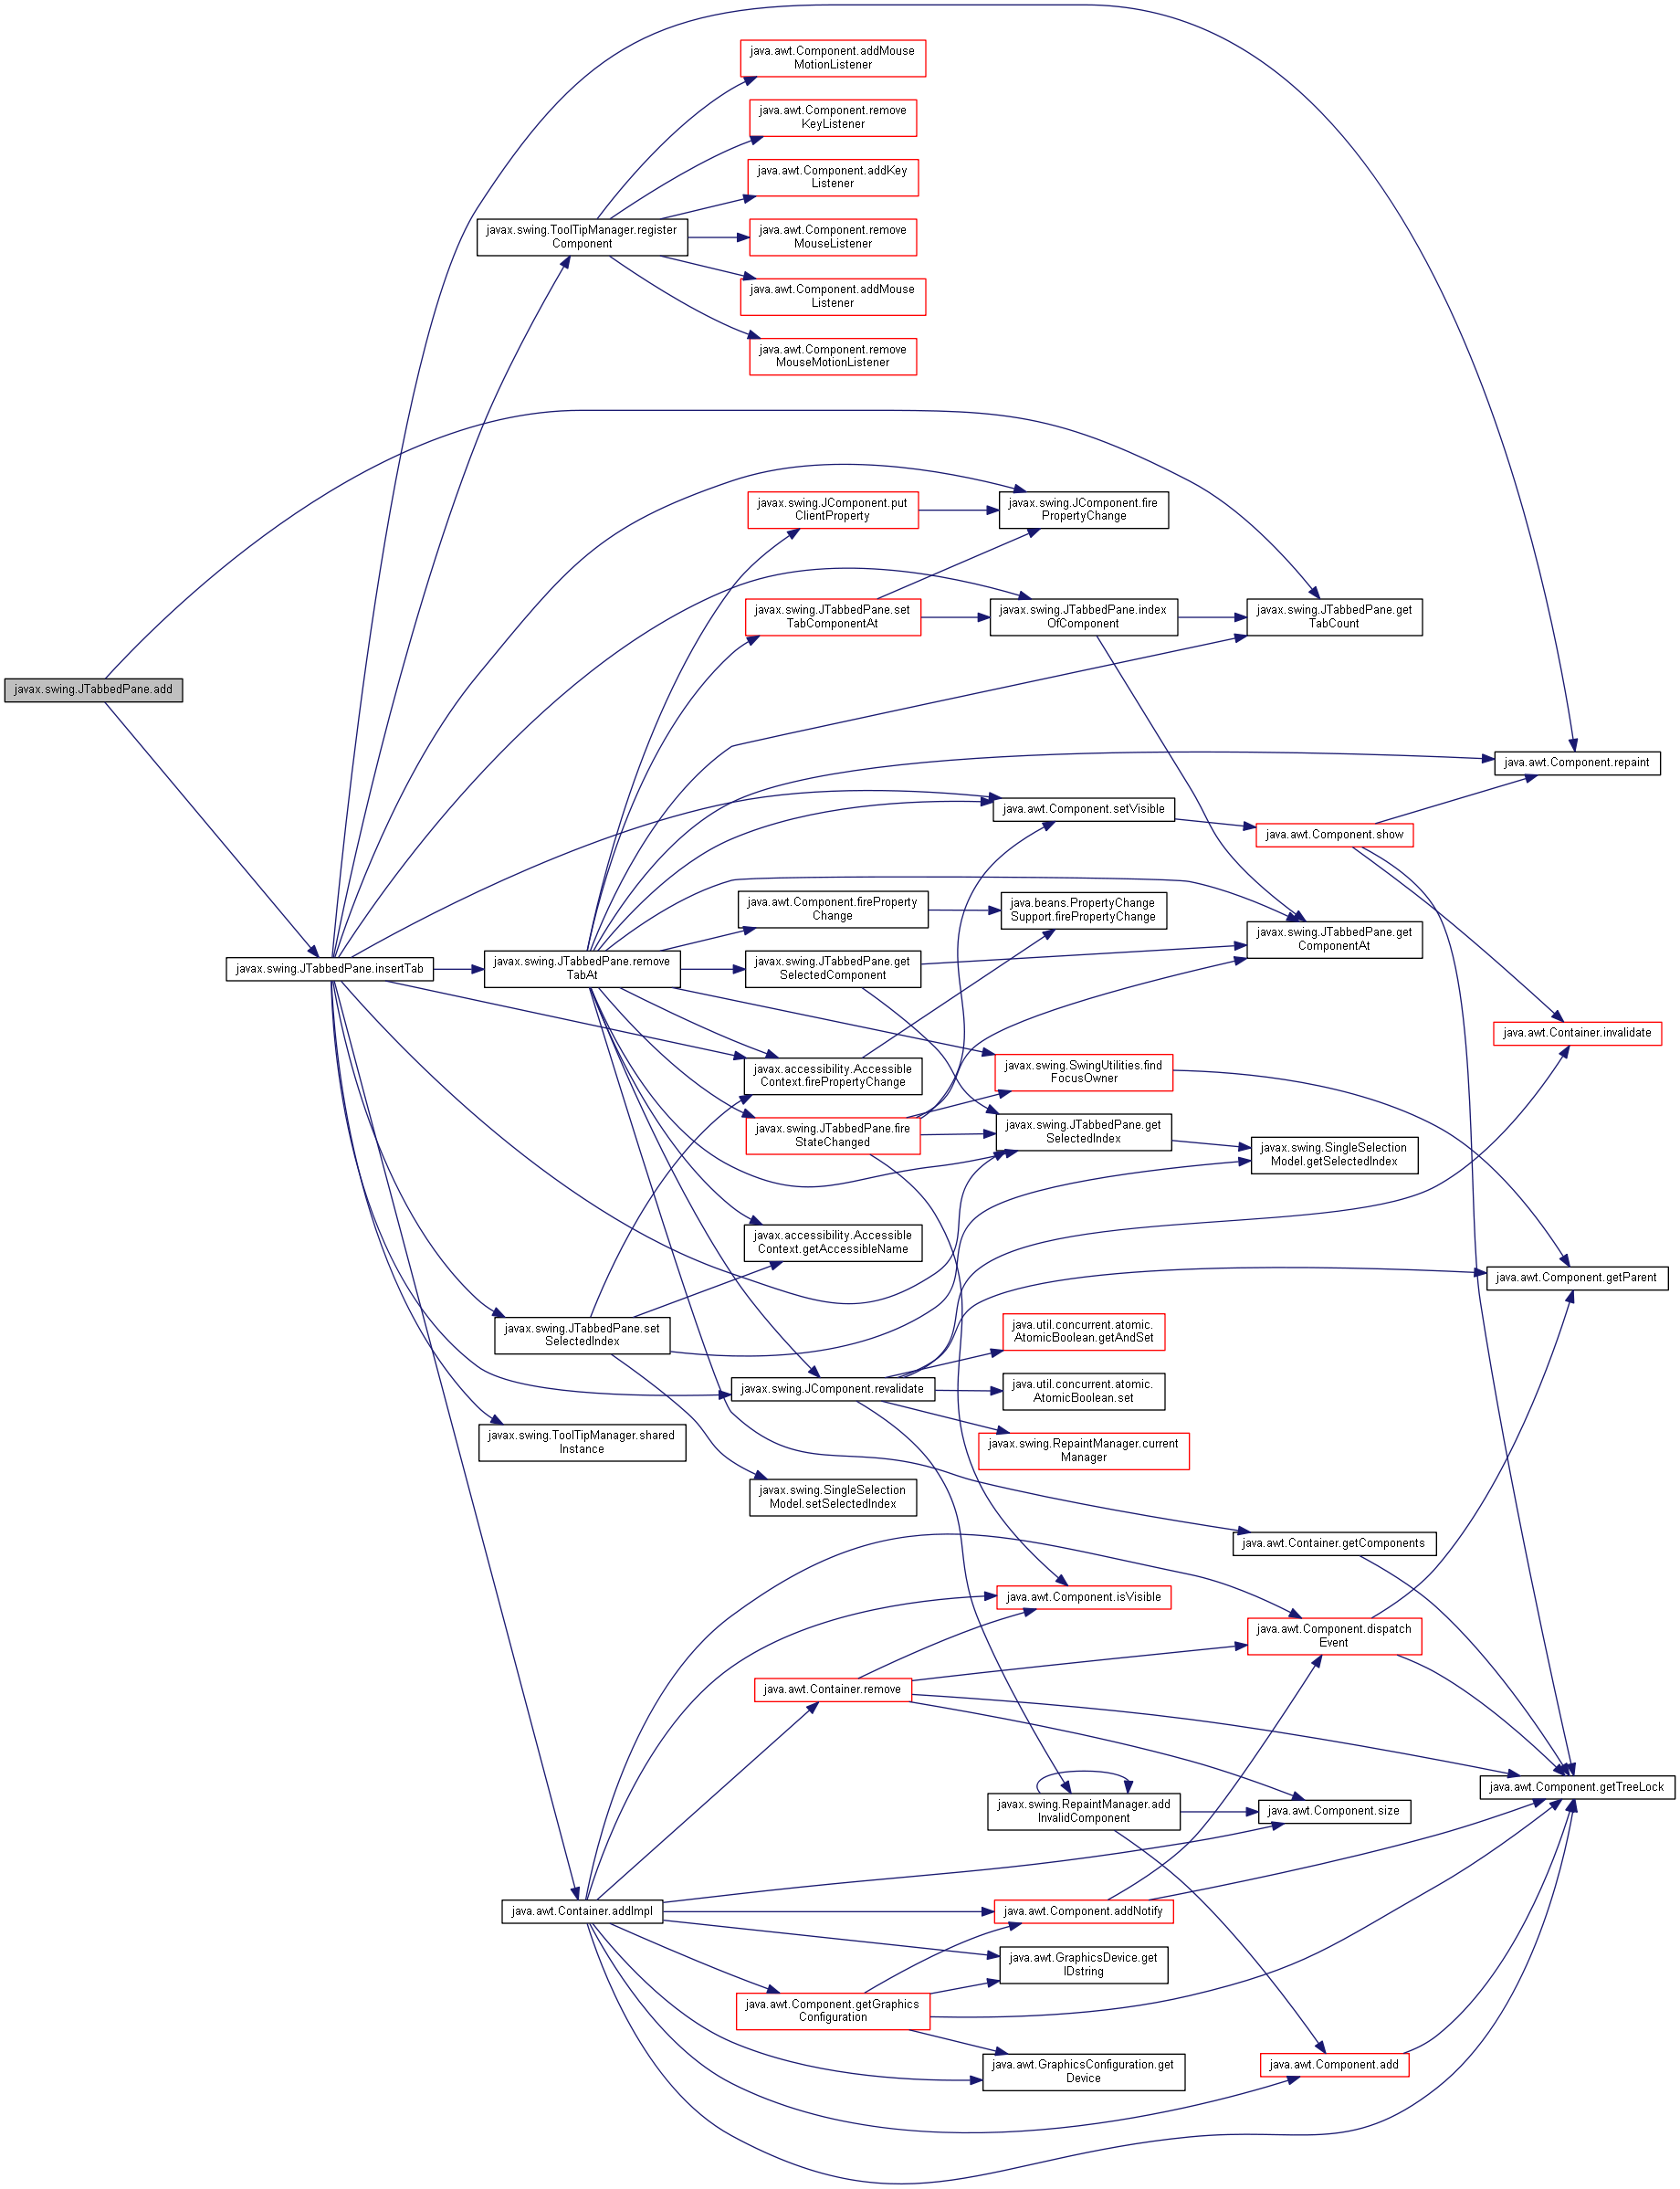 java.awt.Component.addMouse
MotionListener
java.awt.Component.remove
KeyListener
java.awt.Component.addKey
Listener
javax.swing.ToolTipManager.register
Component
java.awt.Component.remove
MouseListener
java.awt.Component.addMouse
Listener
java.awt.Component.remove
MouseMotionListener
javax.swing.JComponent.put
ClientProperty
javax.swing.JComponent.fire
PropertyChange
javax.swing.JTabbedPane.set
TabComponentAt
javax.swing.JTabbedPane.index
OfComponent
javax.swing.JTabbedPane.get
TabCount
javax.swing.JTabbedPane.add
java.awt.Component.repaint
java.awt.Component.setVisible
java.awt.Component.show
java.awt.Component.fireProperty
Change
java.beans.PropertyChange
Support.firePropertyChange
javax.swing.JTabbedPane.get
ComponentAt
javax.swing.JTabbedPane.insertTab
javax.swing.JTabbedPane.remove
TabAt
javax.swing.JTabbedPane.get
SelectedComponent
java.awt.Container.invalidate
javax.accessibility.Accessible
Context.firePropertyChange
javax.swing.SwingUtilities.find
FocusOwner
javax.swing.JTabbedPane.fire
StateChanged
javax.swing.JTabbedPane.get
SelectedIndex
javax.swing.SingleSelection
Model.getSelectedIndex
javax.accessibility.Accessible
Context.getAccessibleName
java.awt.Component.getParent
javax.swing.JTabbedPane.set
SelectedIndex
java.util.concurrent.atomic.
AtomicBoolean.getAndSet
javax.swing.JComponent.revalidate
java.util.concurrent.atomic.
AtomicBoolean.set
javax.swing.ToolTipManager.shared
Instance
javax.swing.RepaintManager.current
Manager
javax.swing.SingleSelection
Model.setSelectedIndex
java.awt.Container.getComponents
java.awt.Component.isVisible
java.awt.Component.dispatch
Event
java.awt.Container.remove
java.awt.Component.getTreeLock
javax.swing.RepaintManager.add
InvalidComponent
java.awt.Component.size
java.awt.Container.addImpl
java.awt.Component.addNotify
java.awt.GraphicsDevice.get
IDstring
java.awt.Component.getGraphics
Configuration
java.awt.GraphicsConfiguration.get
Device
java.awt.Component.add